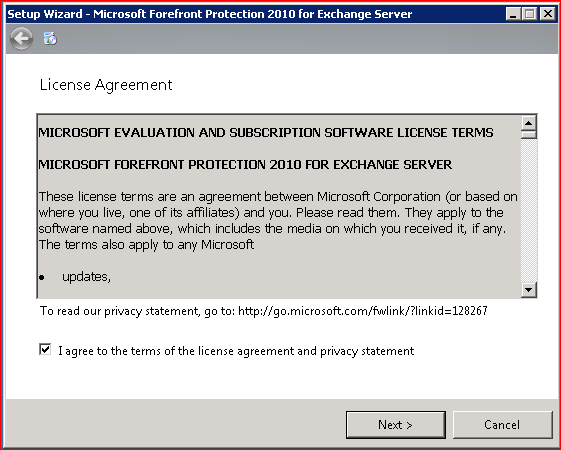 Setup Wizard - Microsoft Forefront Protection 2010 for Exchange Server
License Agreement
MICROSOFT EVALUATION AND SUBSCRIPTION SOFTWARE LICENSE TERMS
MICROSOFT FOREFRONT PROTECTION 2010 FOR EXCHANGE SERVER
These license terms are an agreement between Microsoft Corporation (or based on
where you live, one of its affiliates) and you. Please read them. They apply to the
software named above, which includes the media on which you received it, if any.
The terms also apply to any Microsoft
• updates,
To read our privacy statement, go to: http://go.microsoft.com/fwlink/?linkid=128267
I agree to the terms of the license agreement and privacy statement
Next > Cancel